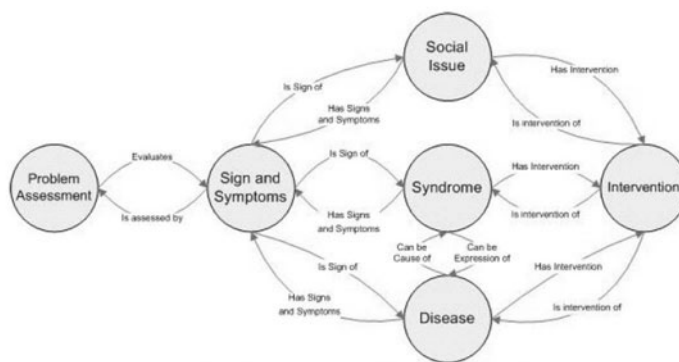 Social
Issue
Is Sign of
Has Intervention
Has Signs
and Symptoms
Is intervention of
Evaluates
Is Sign of
Has Intervention
Problem
Assessment
Sign and
Symptoms
Syndrome
Intervention
Is assessed by
Has Signs
and Symptoms
Is intervention of
Can be
Cause of
Can be
Expression of
Is Sign of
Has Intervention
Has Signs
and Symptoms
Is intervention of
Disease